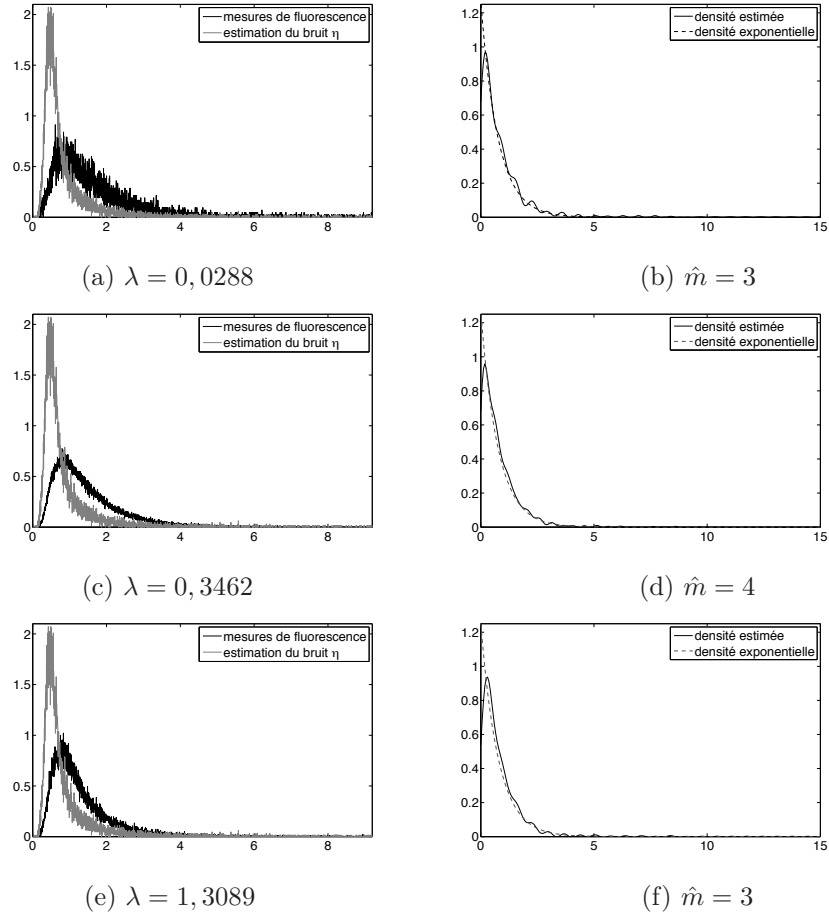 2
1.5
1
0.5
0
0 2 4 6 8
mesures de fluorescence
estimation du bruit η
1.2
1
0.8
0.6
0.4
0.2
0
0 5 10 15
densité estimée
densité exponentielle
(a) λ = 0, 0288
(b) m̂ = 3
2
1.5
1
0.5
0
0 2 4 6 8
mesures de fluorescence
estimation du bruit η
1.2
1
0.8
0.6
0.4
0.2
0
0 5 10 15
densité estimée
densité exponentielle
(c) λ = 0, 3462
(d) m̂ = 4
2
1.5
1
0.5
0
0 2 4 6 8
mesures de fluorescence
estimation du bruit η
1.2
1
0.8
0.6
0.4
0.2
0
0 5 10 15
densité estimée
densité exponentielle
(e) λ = 1, 3089
(f) m̂ = 3